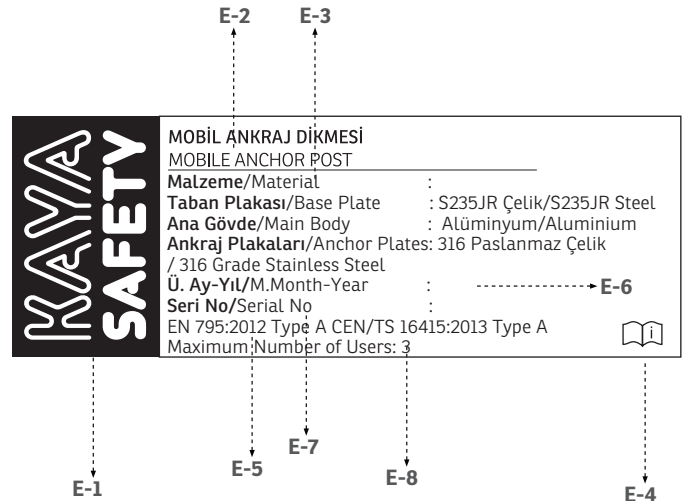 E-2
E-3
KAYA
SAFETY
MOBİL ANKRAJ DİKMESİ
MOBILE ANCHOR POST
Malzeme/Material :
Taban Plakası/Base Plate : S235JR Çelik/S235JR Steel
Ana Gövde/Main Body : Alüminyum/Aluminium
Ankraj Plakaları/Anchor Plates: 316 Paslanmaz Çelik
/ 316 Grade Stainless Steel
Ü. Ay-Yıl/M.Month-Year :
E-6
Seri No/Serial No :
EN 795:2012 Type A CEN/TS 16415:2013 Type A
Maximum Number of Users: 3
i
E-7
E-5
E-8
E-1
E-4